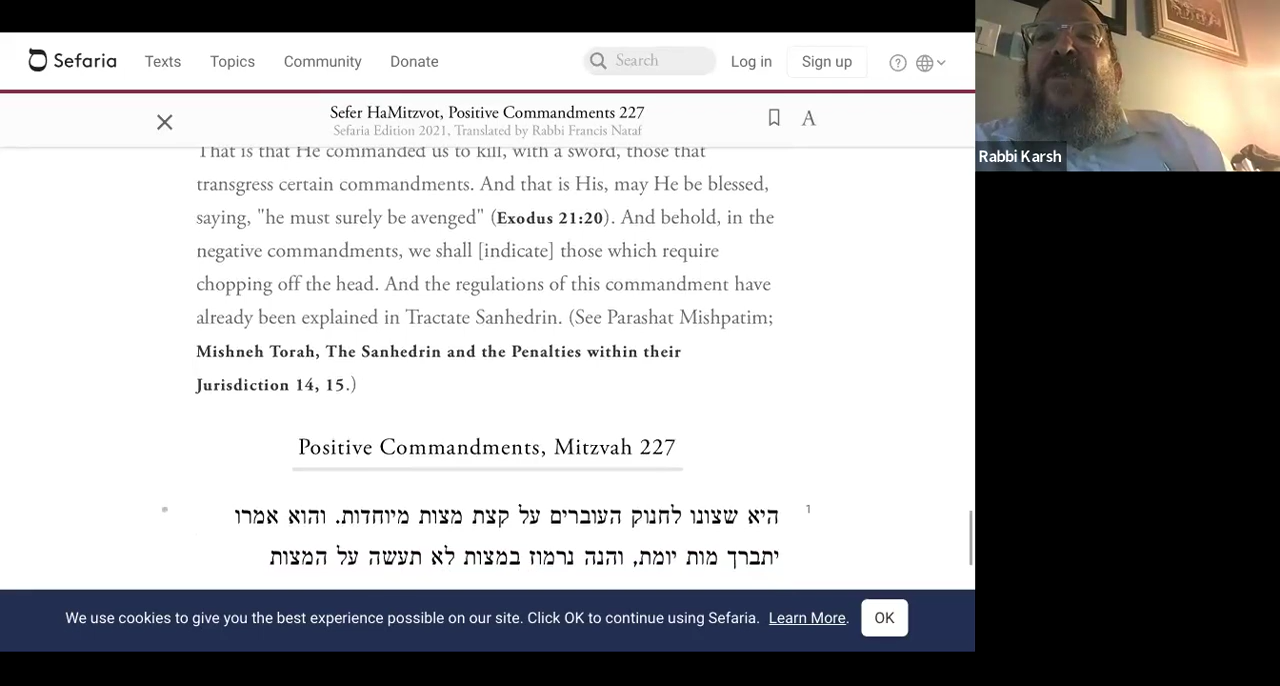 Sefaria Texts Topics Community Donate Search Log in Sign up
Sefer HaMitzvot, Positive Commandments 227
Sefaria Edition 2021, Translated by Rabbi Francis Nataf
A
That is that He commanded us to kill, with a sword, those that
transgress certain commandments. And that is His, may He be blessed,
saying, "he must surely be avenged" (Exodus 21:20). And behold, in the
negative commandments, we shall [indicate] those which require
chopping off the head. And the regulations of this commandment have
already been explained in Tractate Sanhedrin. (See Parashat Mishpatim;
Mishneh Torah, The Sanhedrin and the Penalties within their
Jurisdiction 14, 15.)
Positive Commandments, Mitzvah 227
1
היא שצונו לחנוק העוברים על קצת מצות מיוחדות. והוא אמרו
יתברך מות יומת, והנה נרמוז במצות לא תעשה על המצות
We use cookies to give you the best experience possible on our site. Click OK to continue using Sefaria. Learn More. OK
Rabbi Karsh